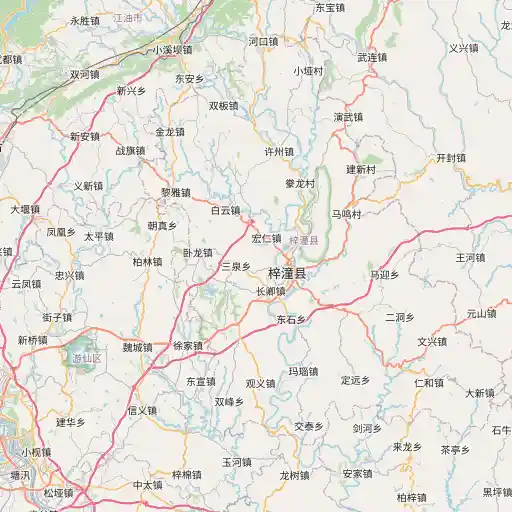 东宝镇
永胜镇
江油市
河口镇
小溪坝镇
义兴镇
武连镇
双河镇
东安乡
小垭村
新兴乡
双板镇
演武镇
金龙镇
新安镇
战旗镇
许州镇
开封镇
建新村
义新镇
黎雅镇
豢龙村
大堰镇
白云镇
马鸣村
朝真乡
凤凰乡
太平镇
宏仁镇
梓潼县
卧龙镇
王河镇
柏林镇
三泉乡
梓潼县
马迎乡
忠兴镇
云凤镇
长卿镇
街子镇
东石乡
二洞乡
元山镇
新桥镇
魏城镇
徐家镇
文兴镇
游仙区
玛瑙镇
东宣镇
观义镇
定远乡
仁和镇
大新镇
双峰乡
信义镇
建华乡
交泰乡
剑河乡
石牛
来龙乡
茶亭乡
小枧镇
玉河镇
塘汛
梓棉镇
龙树镇
安家镇
中太镇
松垭镇
柏梓镇
黑坪镇